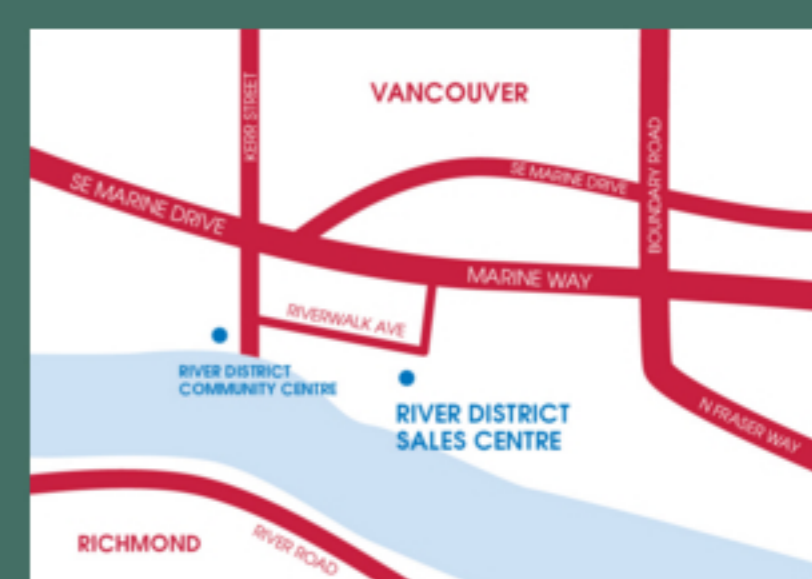 KERR STREET
VANCOUVER
BOUNDARY ROAD
SE MARINE DRIVE
SE MARINE DRIVE
MARINE WAY
RIVERWALK AVE
RIVER DISTRICT
COMMUNITY CENTRE
RIVER DISTRICT
SALES CENTRE
N FRASER WAY
RICHMOND
RIVER ROAD